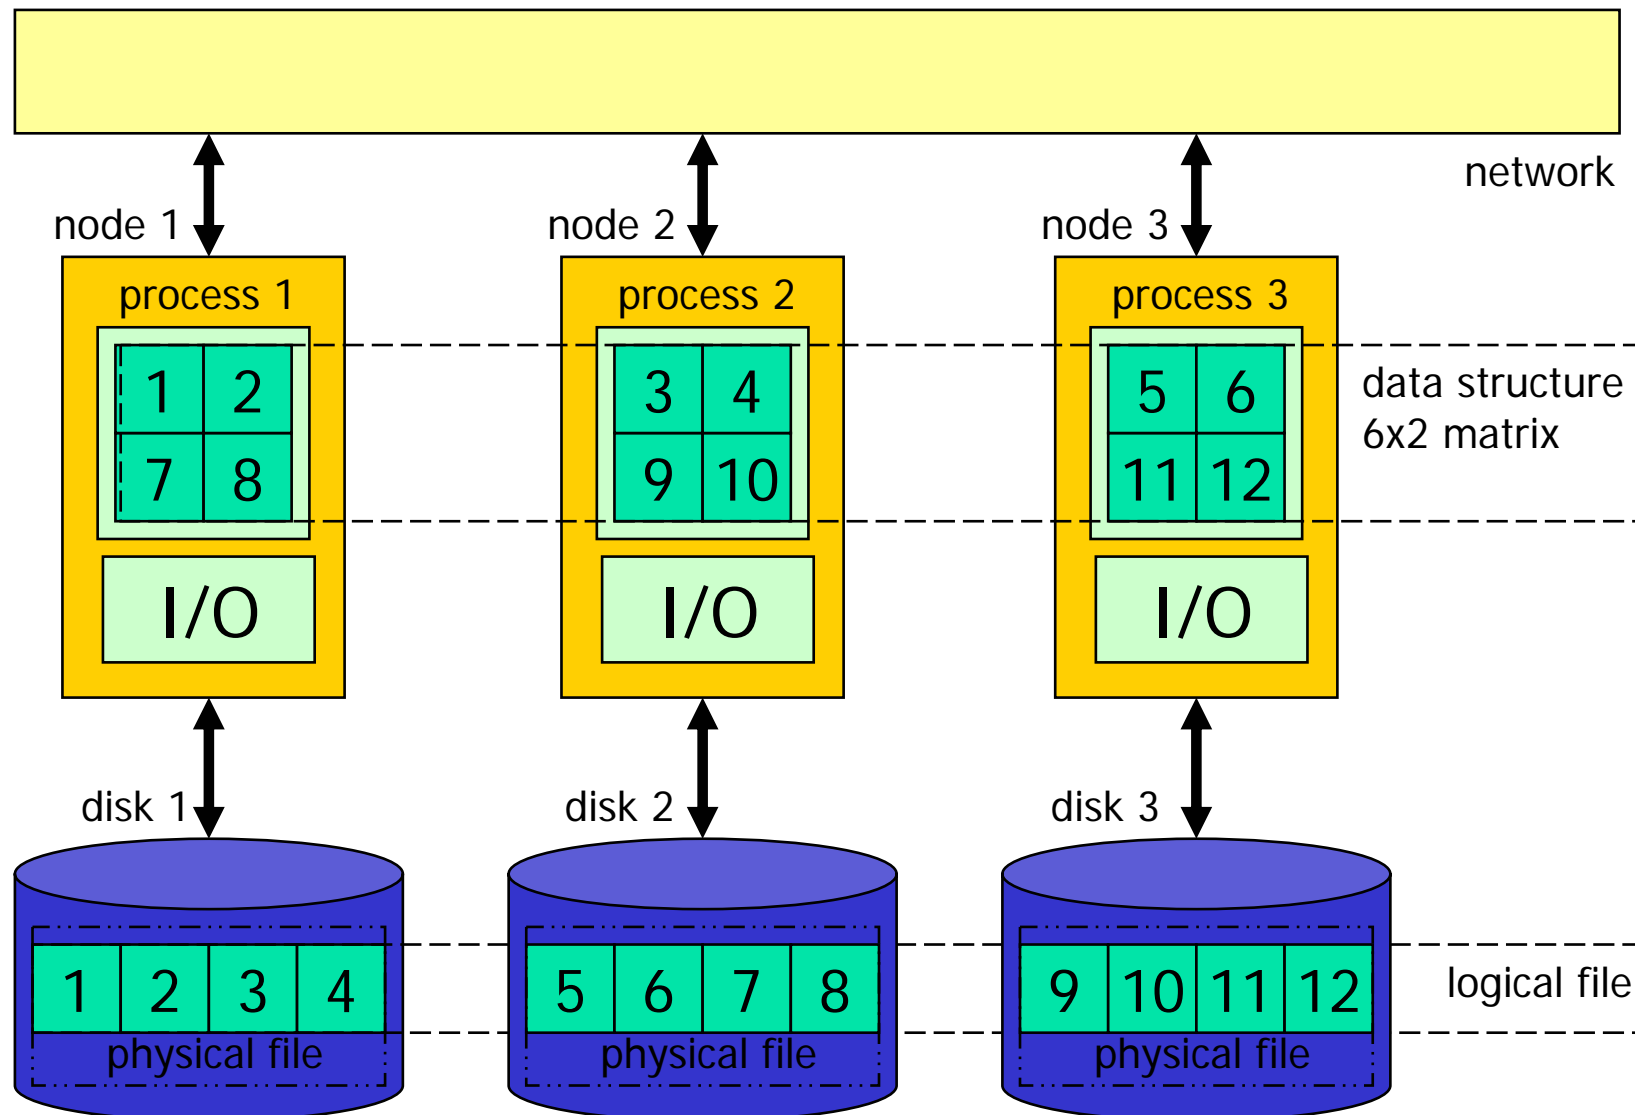 network
node 1 node 2 node 3
process 1 process 2 process 3
1 2 3 4 5 6
data structure
6x2 matrix
7 8 9 10 11 12
I/O I/O I/O
disk 1 disk 2 disk 3
1 2 3 4 5 6 7 8 9 10 11 12 logical file
physical file physical file physical file